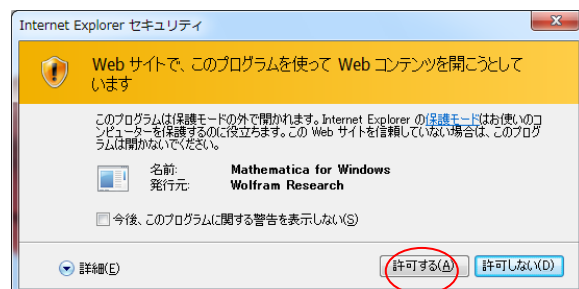 Internet Explorer セキュリティ
Web サイトで、このプログラムを使って Web コンテンツを開こうとして
います
このプログラムは保護モードの外で開かれます。Internet Explorer の保護モードはお使いのコ
ンピューターを保護するのに役立ちます。この Web サイトを信頼していない場合は、このプログ
ラムは開かないでください。
名前: Mathematica for Windows
発行元: Wolfram Research
今後、このプログラムに関する警告を表示しない(S)
詳細(E) 許可する(A) 許可しない(D)